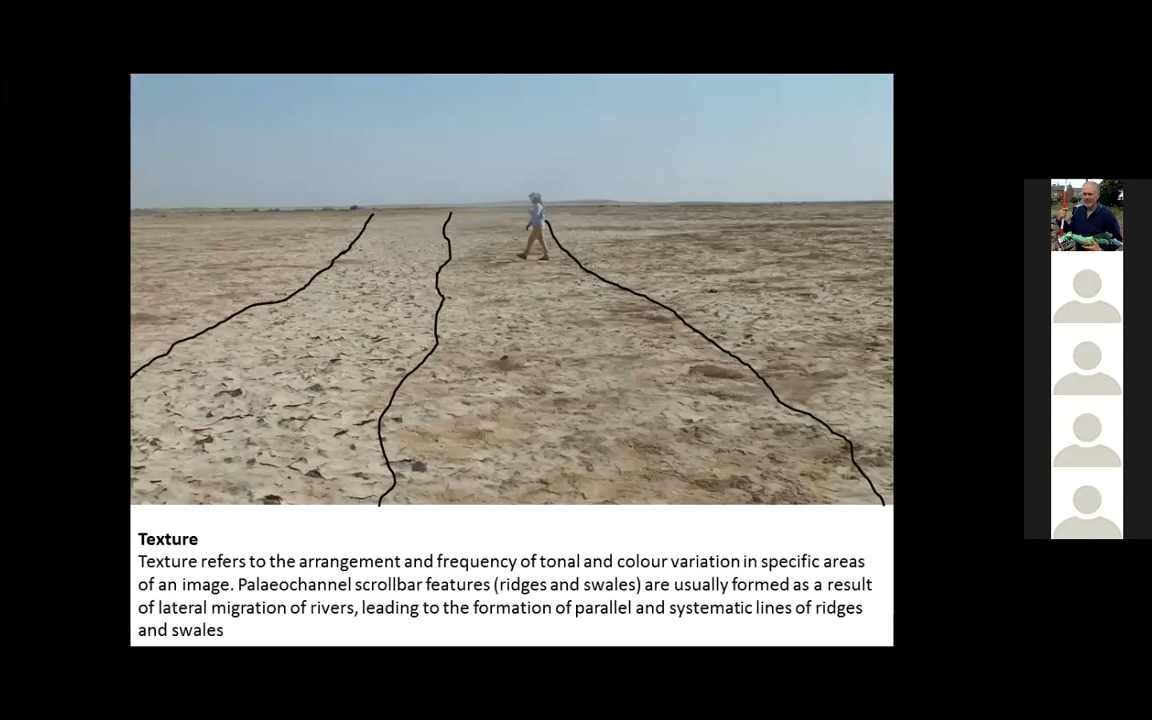 Texture
Texture refers to the arrangement and frequency of tonal and colour variation in specific areas
of an image. Palaeochannel scrollbar features (ridges and swales) are usually formed as a result
of lateral migration of rivers, leading to the formation of parallel and systematic lines of ridges
and swales